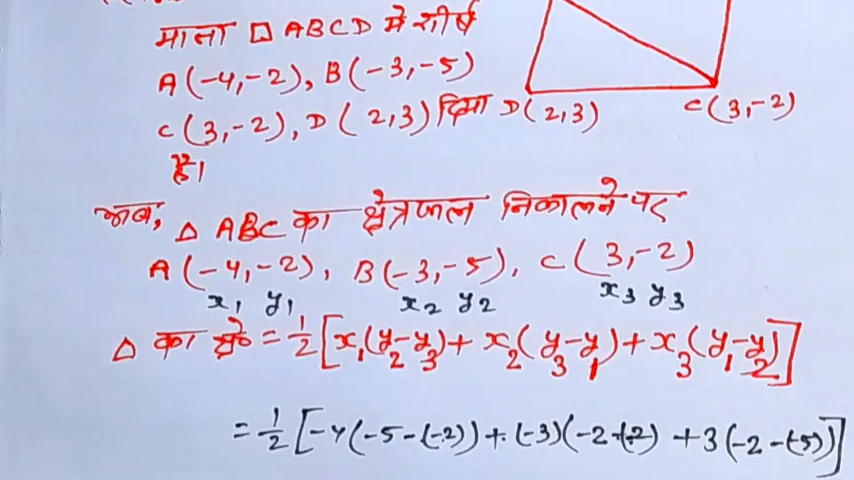 माना □ ABCD में शीर्ष
A(-4,-2), B(-3,-5)
C(3,-2), D(2,3) दिया
है।
D(2,3)
C(3,-2)
अब, △ ABC का क्षेत्रफल निकालने पर
A(-4,-2), B(-3,-5), C(3,-2)
x₁ y₁ x₂ y₂ x₃ y₃
△ का क्षे० = 1/2 [x₁(y₂-y₃) + x₂(y₃-y₁) + x₃(y₁-y₂)]
= 1/2 [-4(-5-(-2)) + (-3)(-2-(-2) + 3(-2-(-5))]